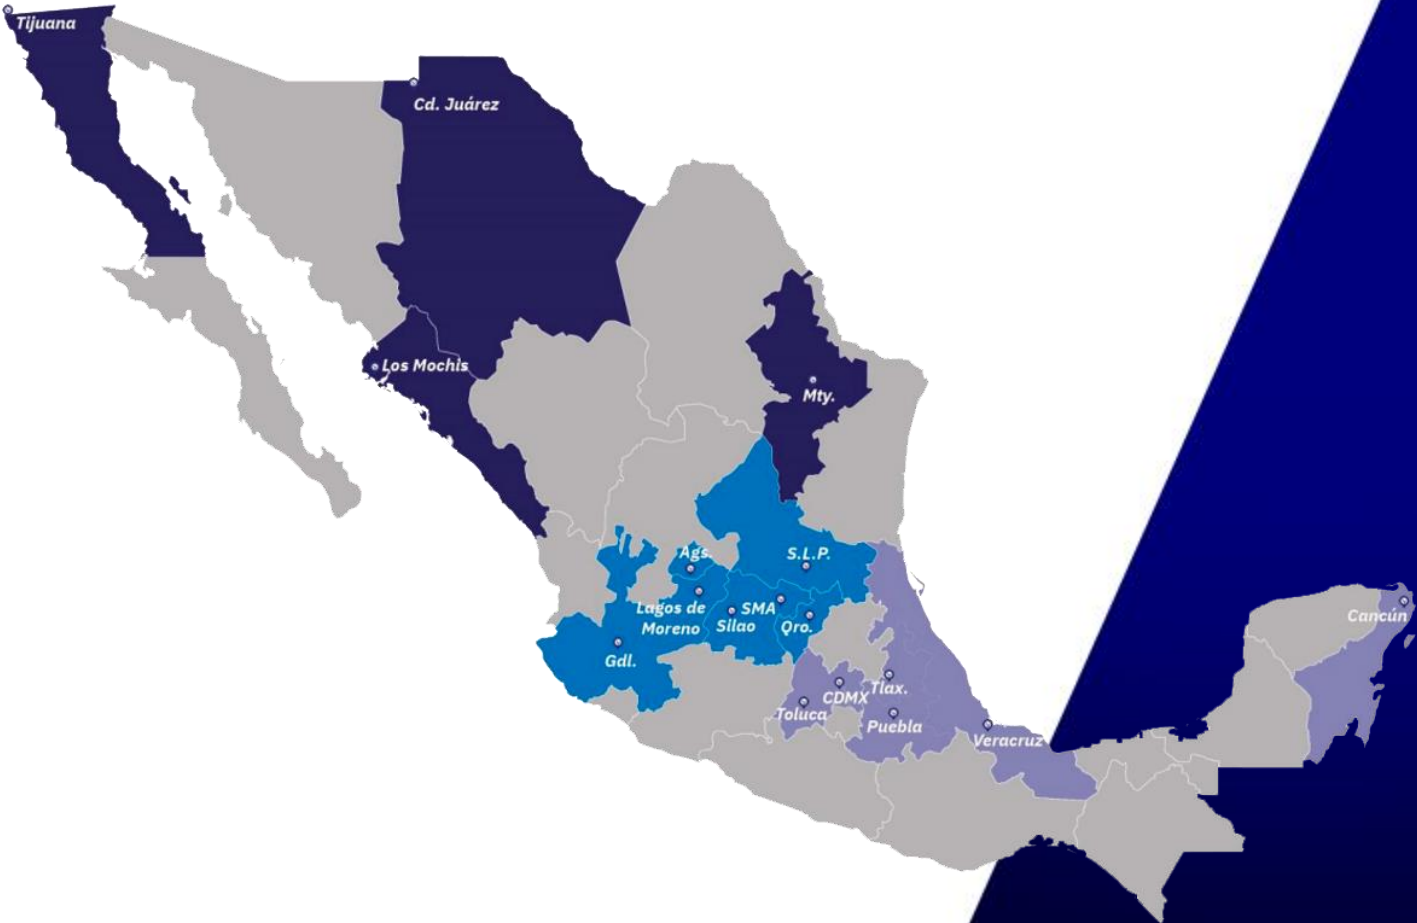 Tijuana
Cd. Juárez
Los Mochis
Mty.
Ags.
S.L.P.
Lagos de
Moreno
SMA
Silao
Qro.
Gdl.
Cancún
Tlax.
CDMX
Toluca
Puebla
Veracruz